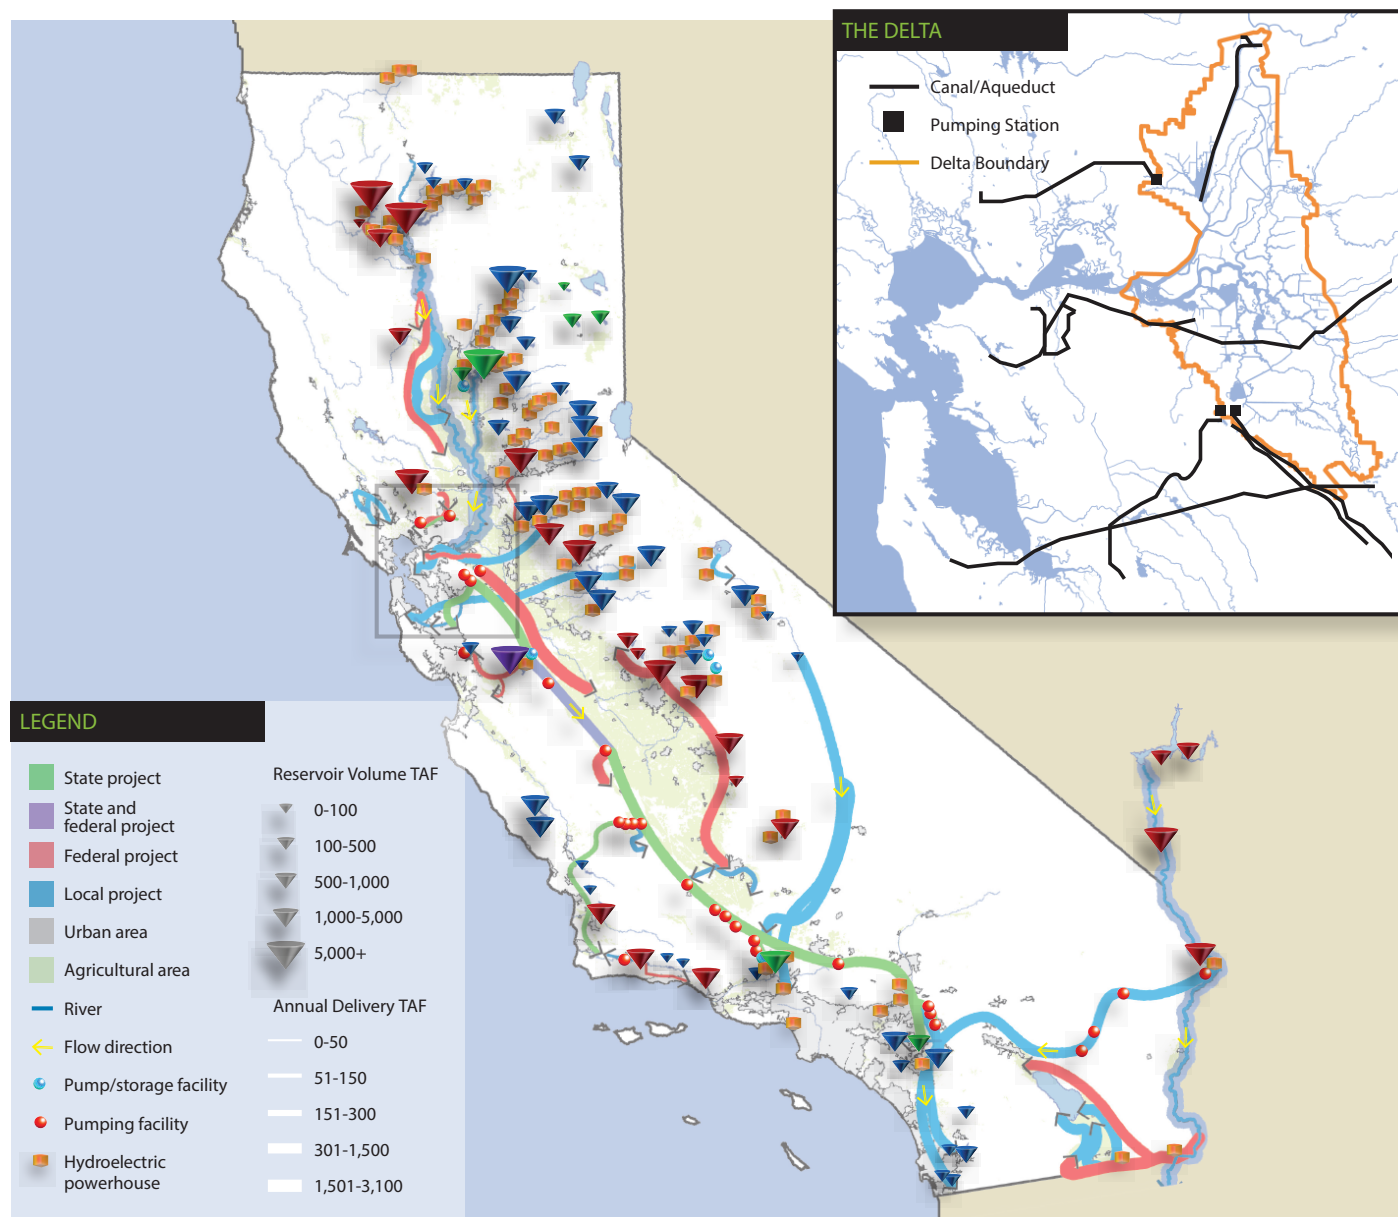 THE DELTA
Canal/Aqueduct
Pumping Station
Delta Boundary
LEGEND
State project
State and
federal project
Federal project
Local project
Urban area
Agricultural area
River
Flow direction
Pump/storage facility
Pumping facility
Hydroelectric
powerhouse
Reservoir Volume TAF
0-100
100-500
500-1,000
1,000-5,000
5,000+
Annual Delivery TAF
0-50
51-150
151-300
301-1,500
1,501-3,100